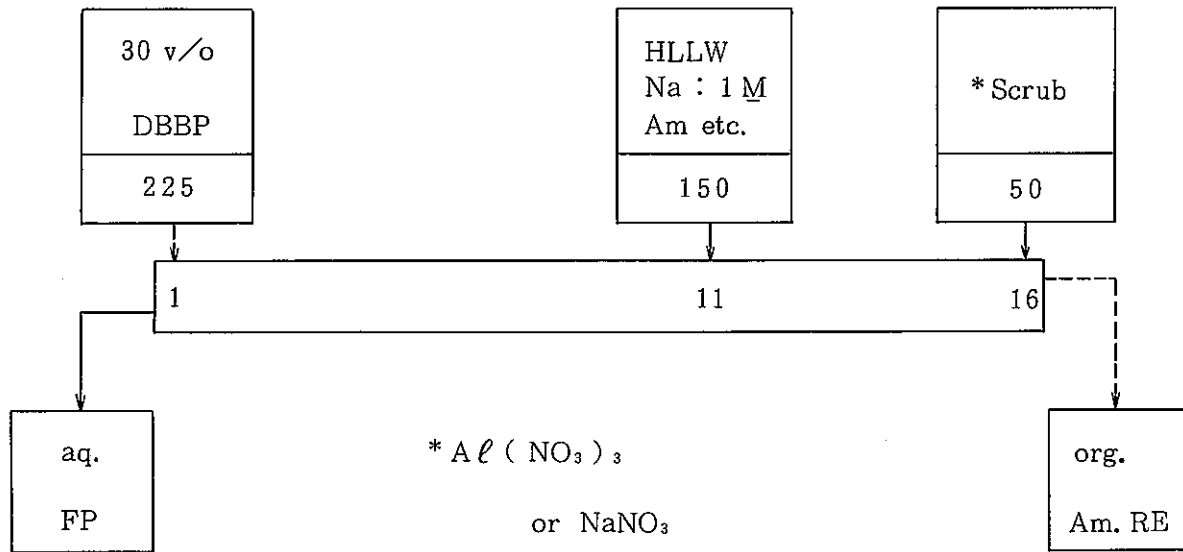 30 v/o
DBBP
225
HLLW
Na : 1 M
Am etc.
150
*Scrub
50
1
11
16
aq.
FP
*Aℓ ( NO₃ ) ₃
or NaNO₃
org.
Am. RE